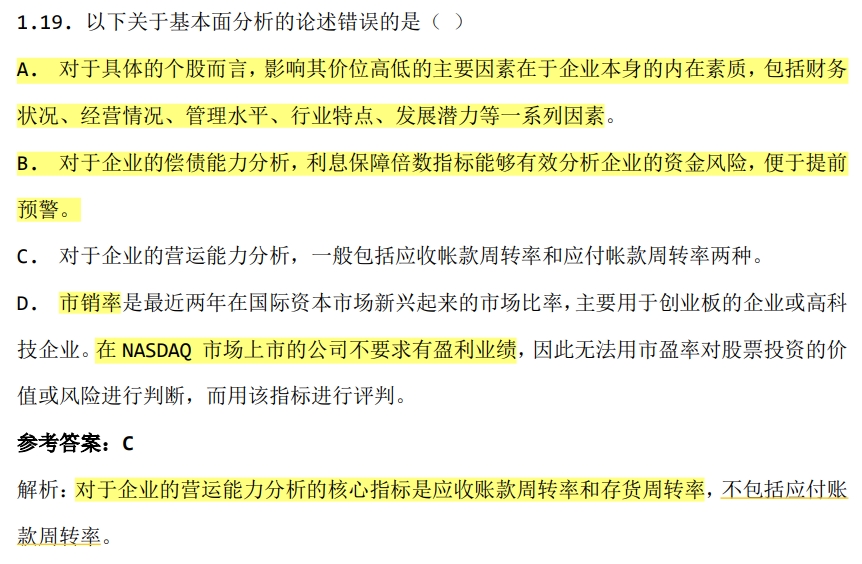 1.19. 以下关于基本面分析的论述错误的是（ ）
A. 对于具体的个股而言，影响其价位高低的主要因素在于企业本身的内在素质，包括财务
状况、经营情况、管理水平、行业特点、发展潜力等一系列因素。
B. 对于企业的偿债能力分析，利息保障倍数指标能够有效分析企业的资金风险，便于提前
预警。
C. 对于企业的营运能力分析，一般包括应收帐款周转率和应付帐款周转率两种。
D. 市销率是最近两年在国际资本市场新兴起来的市场比率，主要用于创业板的企业或高科
技企业。在 NASDAQ 市场上市的公司不要求有盈利业绩，因此无法用市盈率对股票投资的价
值或风险进行判断，而用该指标进行评判。
参考答案：C
解析：对于企业的营运能力分析的核心指标是应收账款周转率和存货周转率，不包括应付账
款周转率。